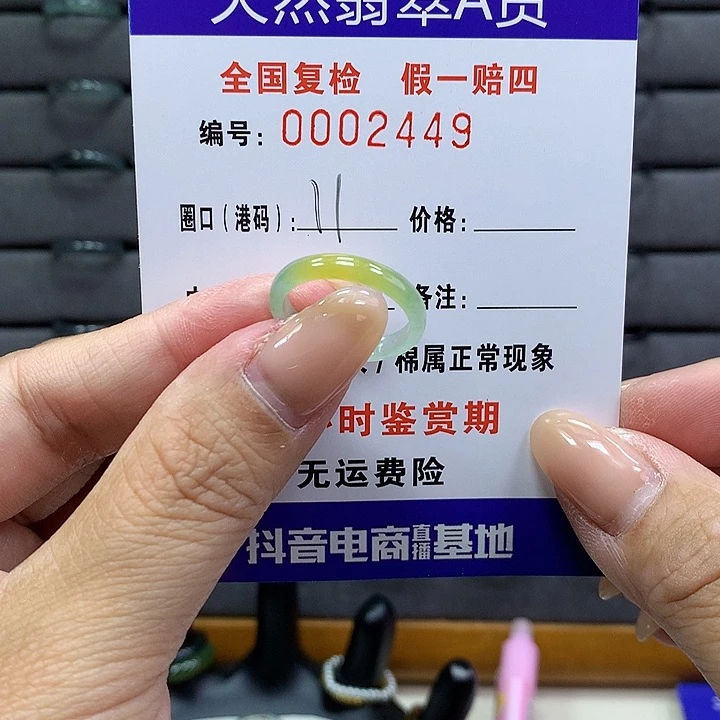 天然翡翠A货
全国复检 假一赔四
编号: 0002449
圈口(港码): 11 价格:
备注:
/棉属正常现象
时鉴赏期
无运费险
抖音电商直播基地